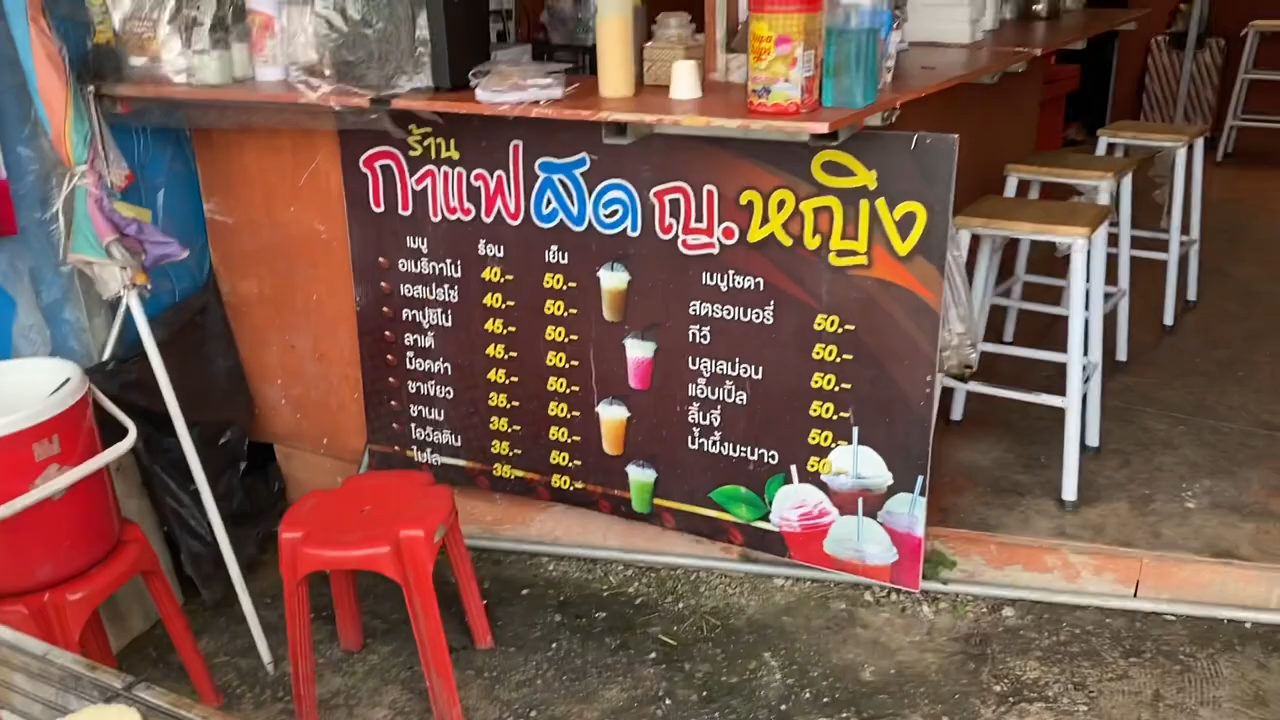 ร้าน
กาแฟสด ญ.หญิง
เมนู ร้อน เย็น
อเมริกาโน่ 40.- 50.-
เอสเปรโซ่ 40.- 50.-
คาปูชิโน่ 45.- 50.-
ลาเต้ 45.- 50.-
ม็อคค่า 45.- 50.-
ชาเขียว 35.- 50.-
ชานม 35.- 50.-
โอวัลติน 35.- 50.-
ไมโล 35.- 50.-
เมนูโซดา
สตรอเบอรี่ 50.-
กีวี 50.-
บลูเลม่อน 50.-
แอ็บเปิ้ล 50.-
ลิ้นจี่ 50.-
น้ำผึ้งมะนาว 50
Chupa Chups